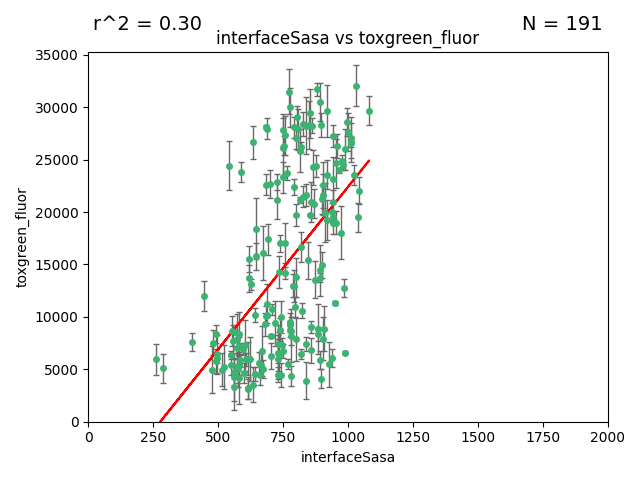 r^2 = 0.30
N = 191
interfaceSasa vs toxgreen_fluor
35000
30000
25000
20000
15000
10000
5000
0
toxgreen_fluor
0 250 500 750 1000 1250 1500 1750 2000
interfaceSasa